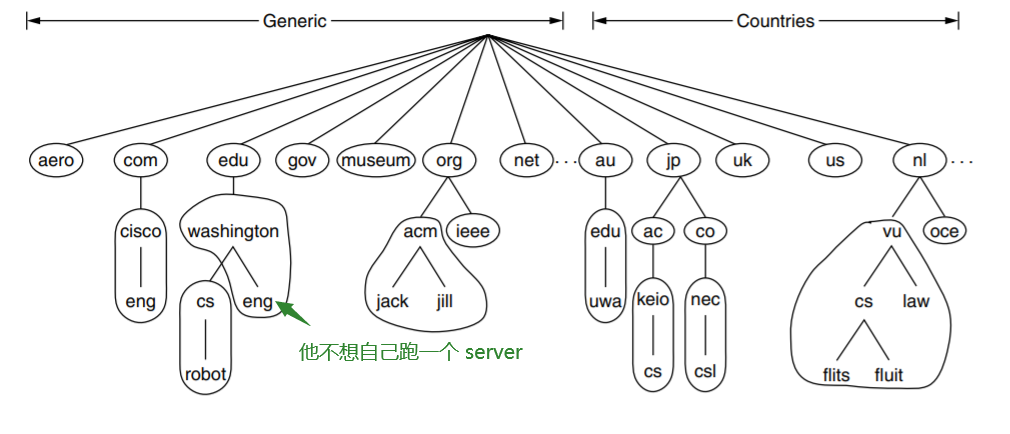 Generic Countries
aero com edu gov museum org net ... au jp uk us nl ...
cisco washington acm ieee edu ac co vu oce
eng cs eng jack jill uwa keio nec cs law
他不想自己跑一个 server
robot cs csl flits fluit